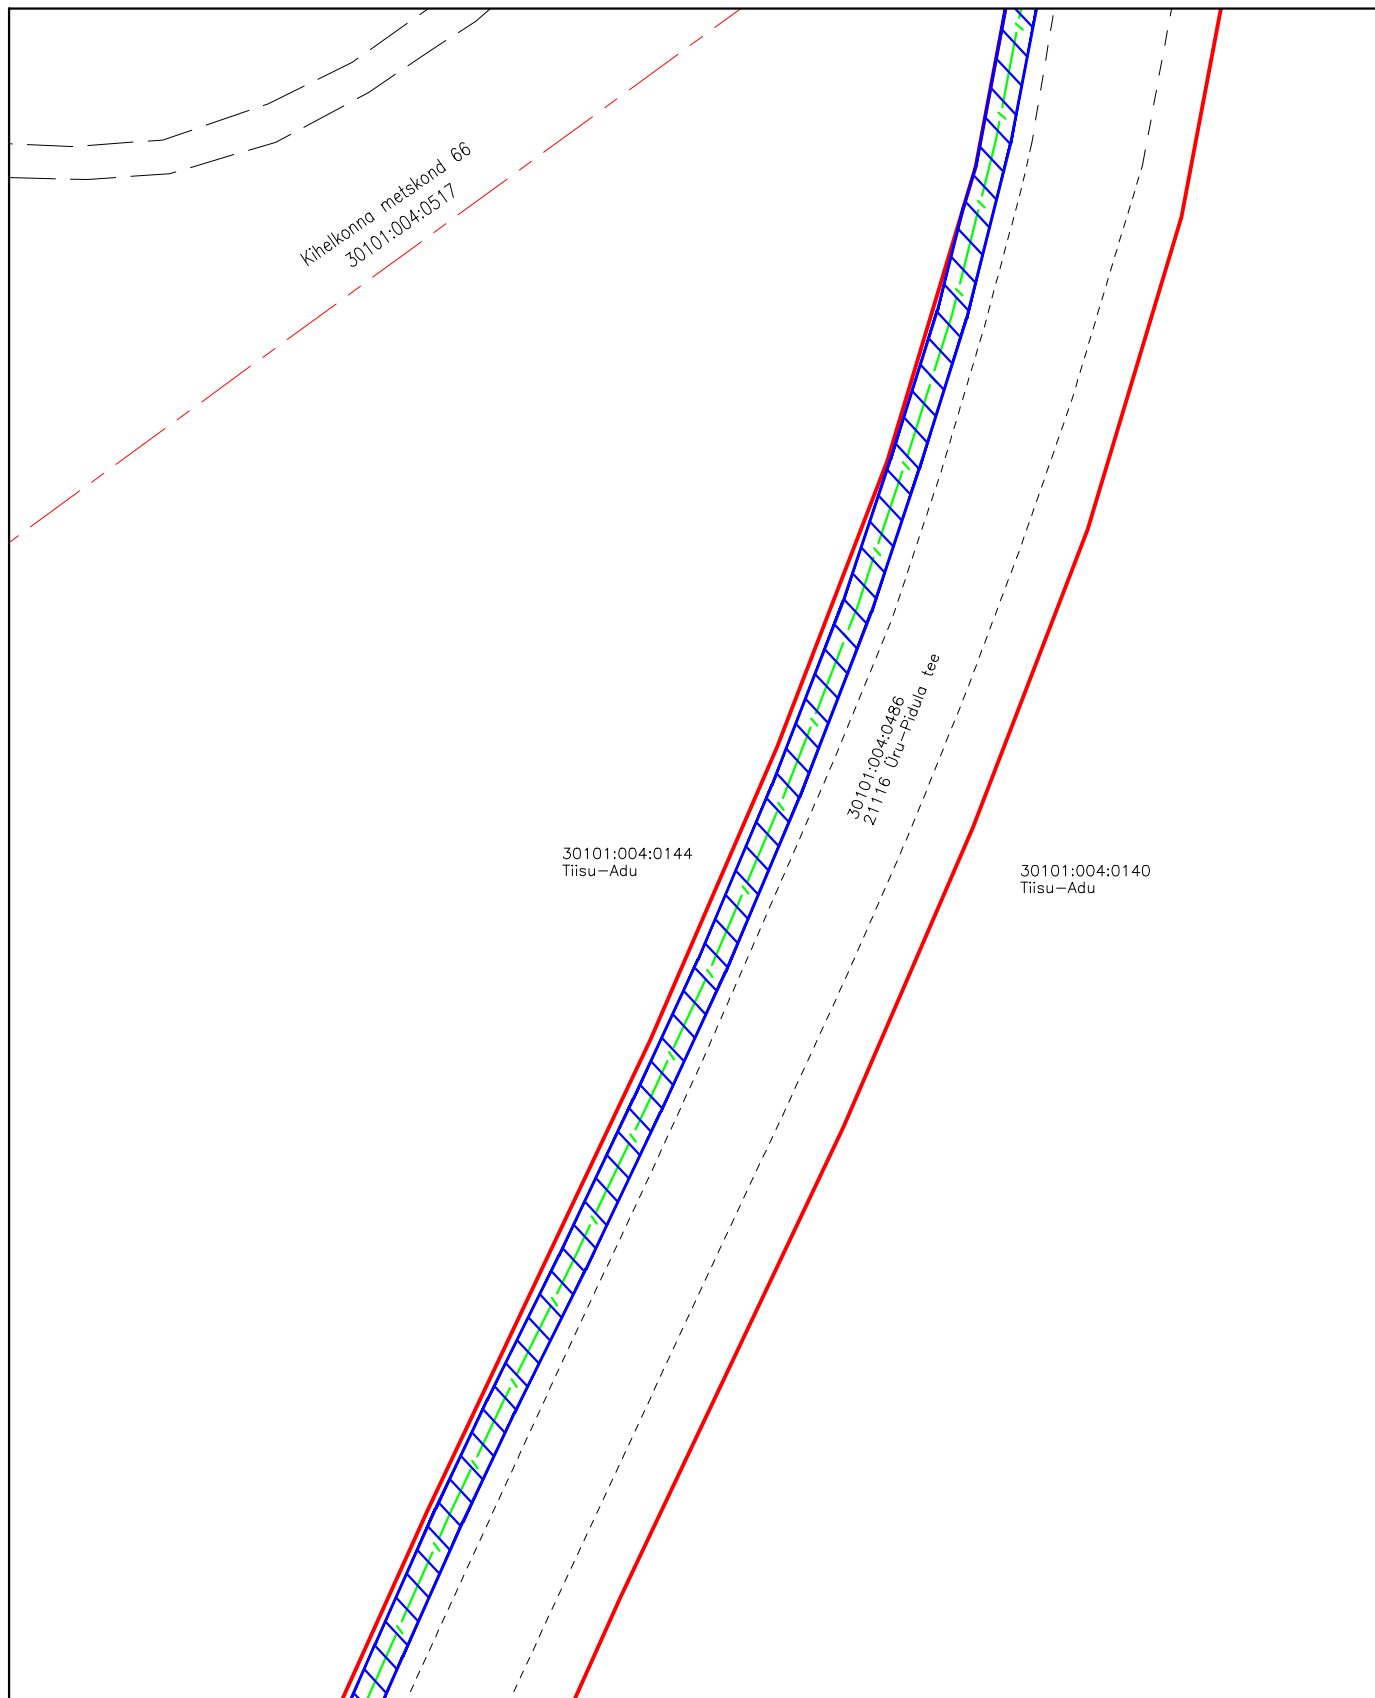 Kihelkonna metskond 66
30101:004:0517
30101:004:0486
21116 Üru-Pidula tee
30101:004:0144
Tiisu-Adu
30101:004:0140
Tiisu-Adu